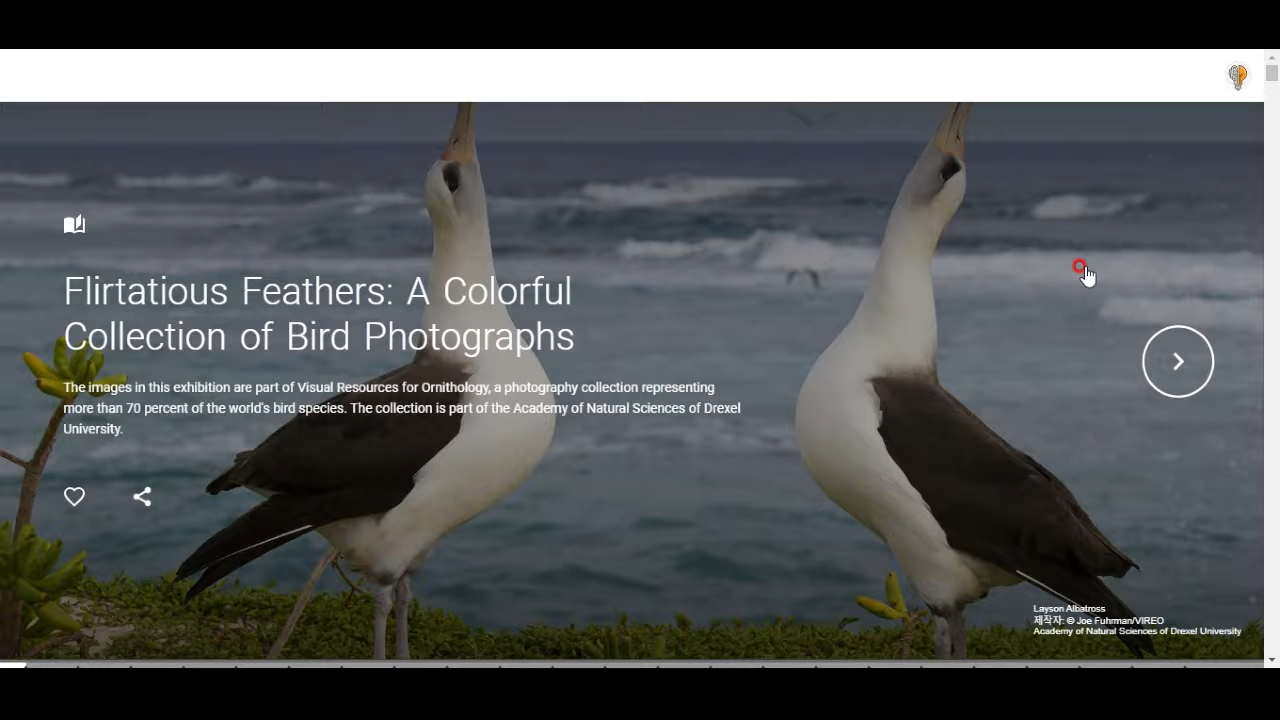 Flirtatious Feathers: A Colorful
Collection of Bird Photographs
The images in this exhibition are part of Visual Resources for Ornithology, a photography collection representing
more than 70 percent of the world's bird species. The collection is part of the Academy of Natural Sciences of Drexel
University.
Layson Albatross
제작자: © Joe Fuhrman/VIREO
Academy of Natural Sciences of Drexel University